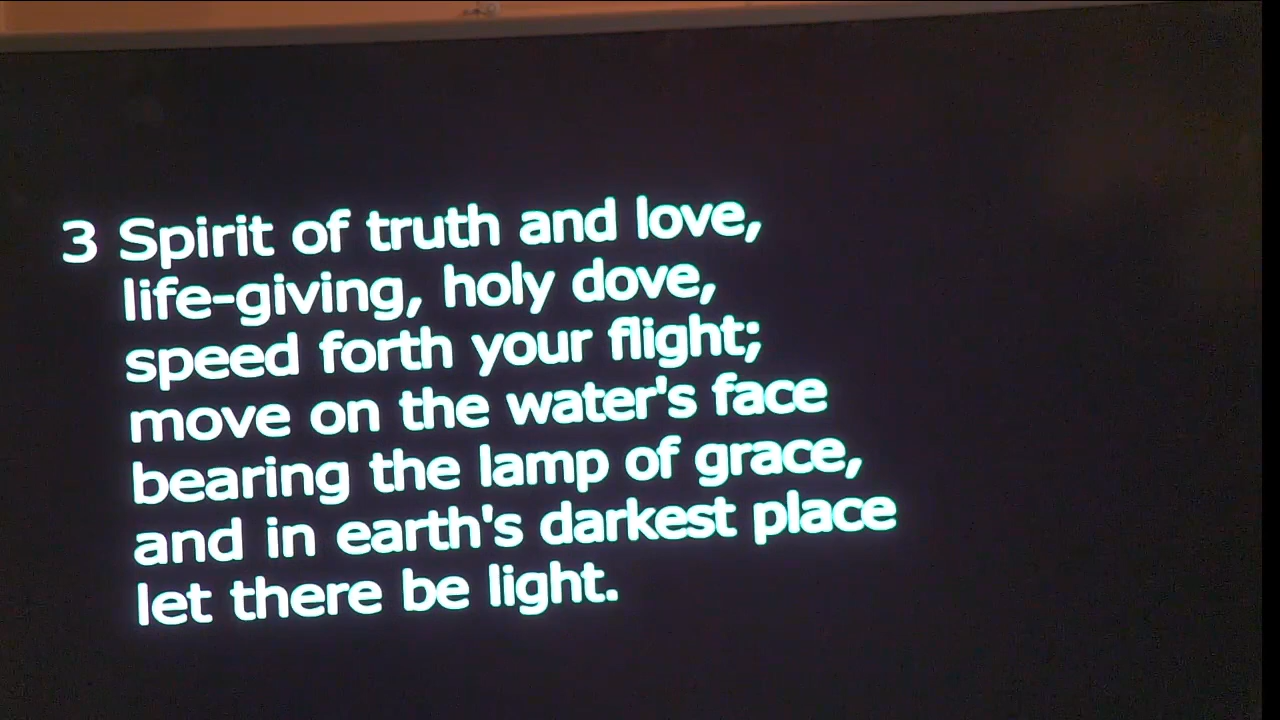 3 Spirit of truth and love,
life-giving, holy dove,
speed forth your flight;
move on the water's face
bearing the lamp of grace,
and in earth's darkest place
let there be light.